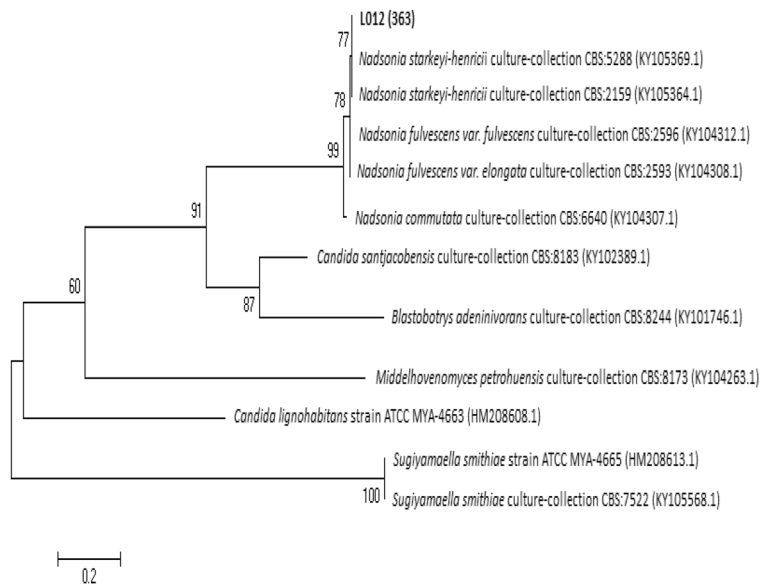 L012 (363)
77
Nadsonia starkeyi-henricii culture-collection CBS:5288 (KY105369.1)
Nadsonia starkeyi-henricii culture-collection CBS:2159 (KY105364.1)
78
Nadsonia fulvescens var. fulvescens culture-collection CBS:2596 (KY104312.1)
99
Nadsonia fulvescens var. elongata culture-collection CBS:2593 (KY104308.1)
91
Nadsonia commutata culture-collection CBS:6640 (KY104307.1)
Candida santjacobensis culture-collection CBS:8183 (KY102389.1)
60
87
Blastobotrys adeninivorans culture-collection CBS:8244 (KY101746.1)
Middelhovenomyces petrohuensis culture-collection CBS:8173 (KY104263.1)
Candida lignohabitans strain ATCC MYA-4663 (HM208608.1)
Sugiyamaella smithiae strain ATCC MYA-4665 (HM208613.1)
100
Sugiyamaella smithiae culture-collection CBS:7522 (KY105568.1)
0.2